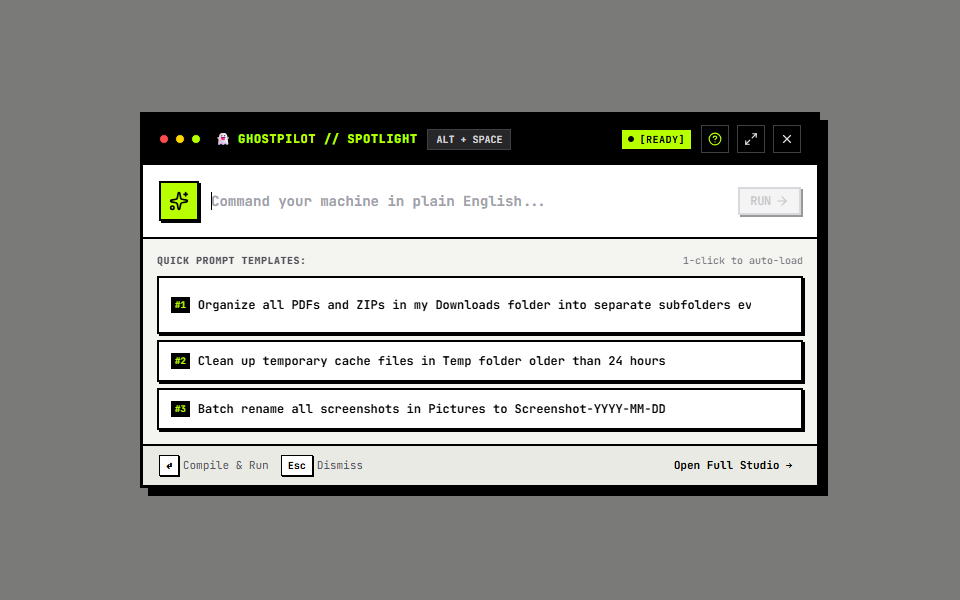 👻 GHOSTPILOT // SPOTLIGHT ALT + SPACE [READY]
Command your machine in plain English... RUN →
QUICK PROMPT TEMPLATES: 1-click to auto-load
#1 Organize all PDFs and ZIPs in my Downloads folder into separate subfolders ev
#2 Clean up temporary cache files in Temp folder older than 24 hours
#3 Batch rename all screenshots in Pictures to Screenshot-YYYY-MM-DD
↵ Compile & Run Esc Dismiss Open Full Studio →